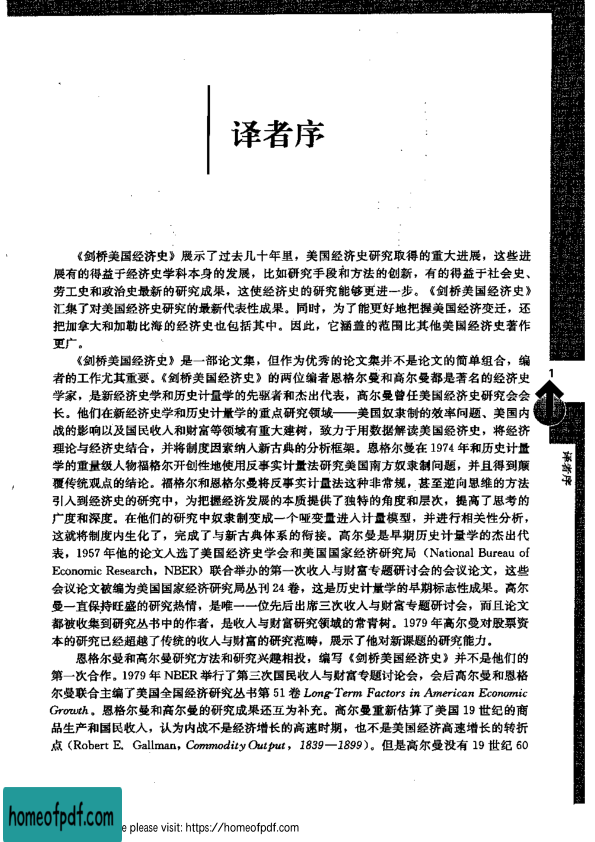 译者序
《剑桥美国经济史》展示了过去几十年里，美国经济史研究取得的重大进展，这些进
展有的得益于经济史学科本身的发展，比如研究手段和方法的创新，有的得益于社会史、
劳工史和政治史最新的研究成果，这使经济史的研究能够更进一步。《剑桥美国经济史》
汇集了对美国经济史研究的最新代表性成果。同时，为了能更好地把握美国经济变迁，还
把加拿大和加勒比海的经济史也包括其中。因此，它涵盖的范围比其他美国经济史著作
更广。
《剑桥美国经济史》是一部论文集，但作为优秀的论文集并不是论文的简单组合，编
者的工作尤其重要。《剑桥美国经济史》的两位编者恩格尔曼和高尔曼都是著名的经济史
学家，是新经济史学和历史计量学的先驱者和杰出代表，高尔曼曾任美国经济史研究会会
长。他们在新经济史学和历史计量学的重点研究领域——美国奴隶制的效率问题、美国内
战的影响以及国民收入和财富等领域有重大建树，致力于用数据解读美国经济史，将经济
理论与经济史结合，并将制度因素纳入新古典的分析框架。恩格尔曼在 1974 年和历史计量
学的重量级人物福格尔开创性地使用反事实计量法研究美国南方奴隶制问题，并且得到颠
覆传统观点的结论。福格尔和恩格尔曼将反事实计量法这种非常规，甚至逆向思维的方法
引入到经济史的研究中，为把握经济发展的本质提供了独特的角度和层次，提高了思考的
广度和深度。在他们的研究中奴隶制变成一个哑变量进入计量模型，并进行相关性分析，
这就将制度内生化了，完成了与新古典体系的衔接。高尔曼是早期历史计量学的杰出代
表，1957 年他的论文入选了美国经济史学会和美国国家经济研究局（National Bureau of
Economic Research，NBER）联合举办的第一次收入与财富专题研讨会的会议论文，这些
会议论文被编为美国国家经济研究局丛刊 24 卷，这是历史计量学的早期标志性成果。高尔
曼一直保持旺盛的研究热情，是唯一一位先后出席三次收入与财富专题研讨会，而且论文
都被收集到研究丛书中的作者，是收入与财富研究领域的常青树。1979 年高尔曼对股票资
本的研究已经超越了传统的收入与财富的研究范畴，展示了他对新课题的研究能力。
恩格尔曼和高尔曼研究方法和研究兴趣相投，编写《剑桥美国经济史》并不是他们的
第一次合作。1979 年 NBER 举行了第三次国民收入与财富专题讨论会，会后高尔曼和恩格
尔曼联合主编了美国全国经济研究丛书第 51 卷 Long-Term Factors in American Economic
Growth。恩格尔曼和高尔曼的研究成果还互为补充。高尔曼重新估算了美国 19 世纪的商
品生产和国民收入，认为内战不是经济增长的高速时期，也不是美国经济高速增长的转折
点（Robert E. Gallman，Commodity Output，1839—1899）。但是高尔曼没有 19 世纪 60
1
译者序
homeofpdf.com
e please visit: https://homeofpdf.com